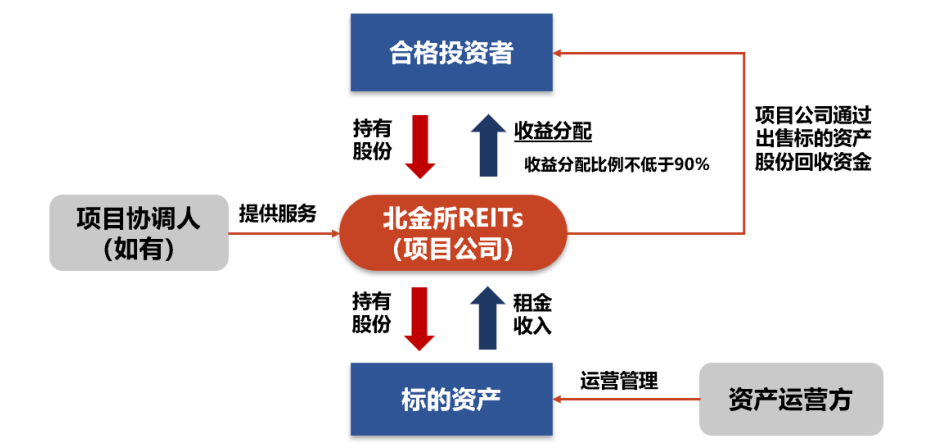 合格投资者
持有
股份
收益分配
收益分配比例不低于90%
项目公司通过
出售标的资产
股份回收资金
项目协调人
（如有）
提供服务
北金所REITs
（项目公司）
持有
股份
租金
收入
标的资产
运营管理
资产运营方